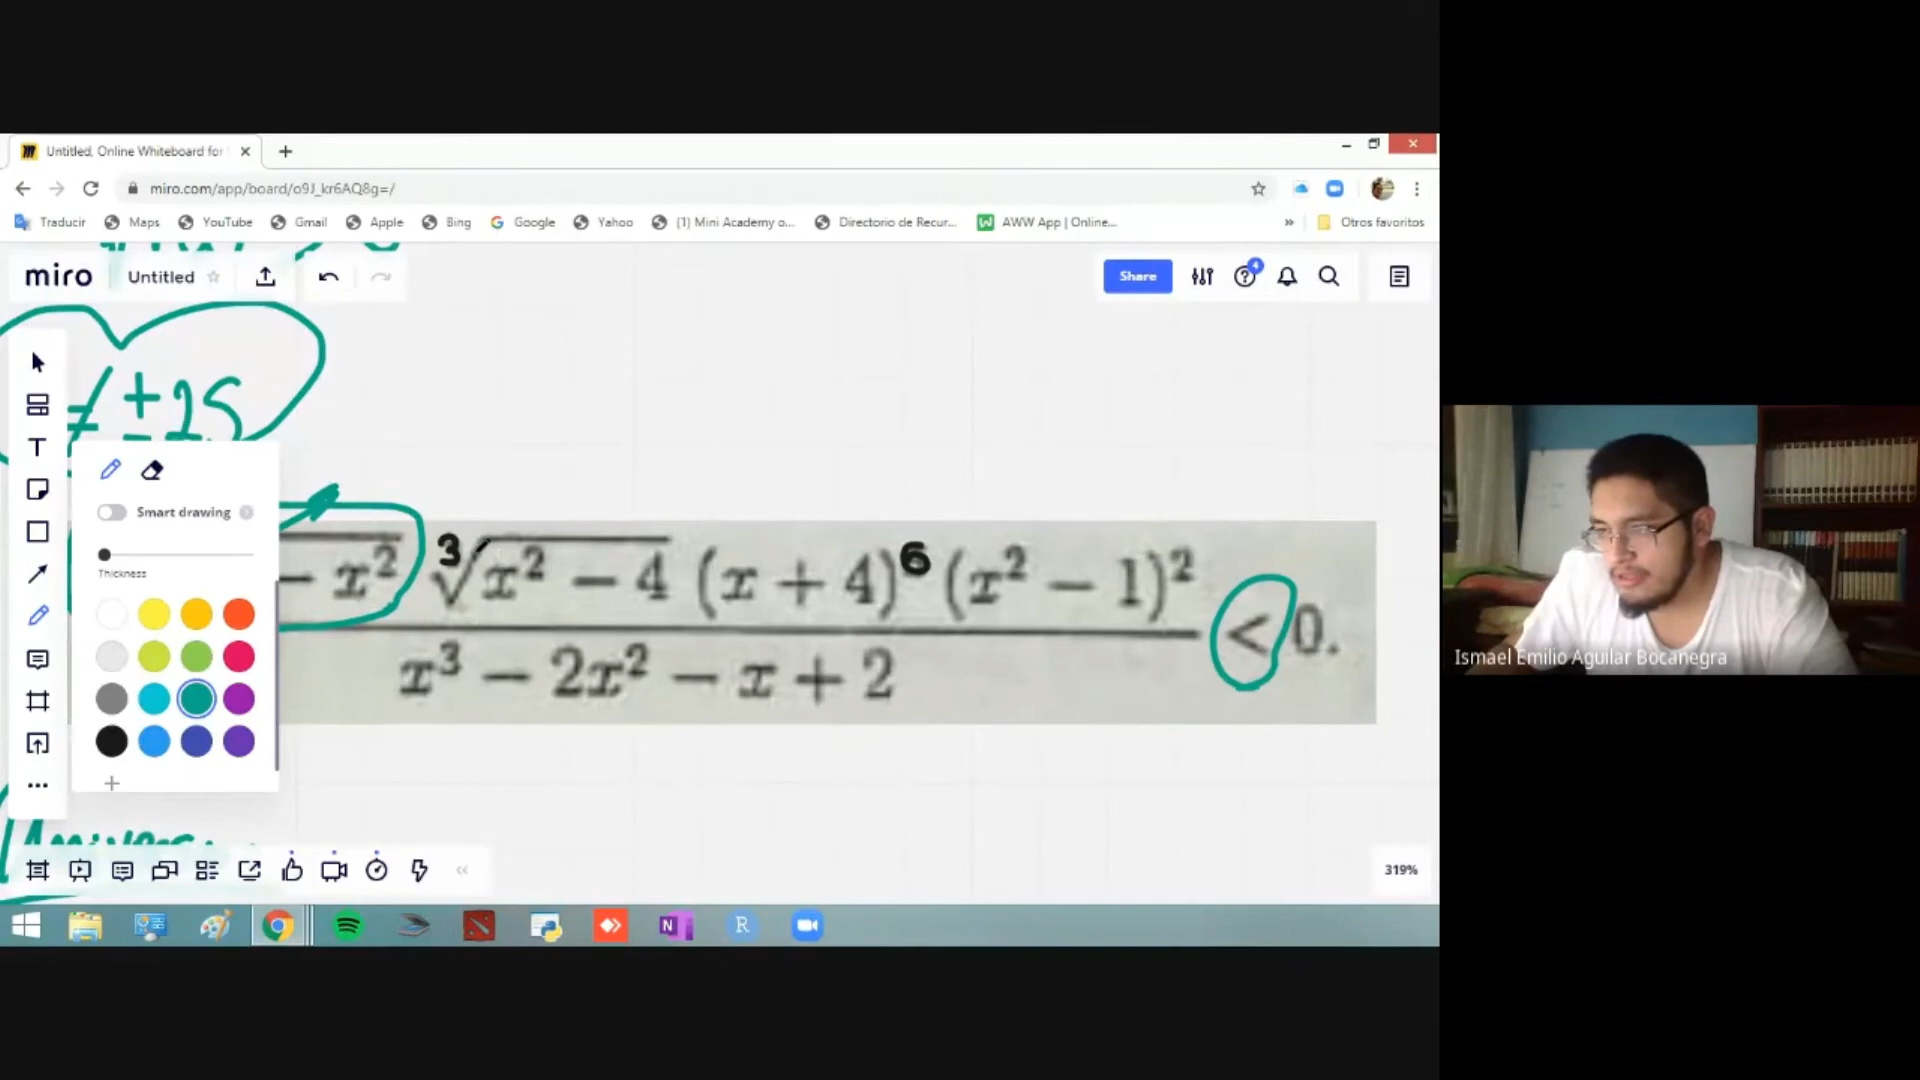 Untitled, Online Whiteboard for
miro.com/app/board/o9J_kr6AQ8g=/
Traducir Maps YouTube Gmail Apple Bing Google Yahoo (1) Mini Academy o... Directorio de Recur... AWW App | Online... » Otros favoritos
miro Untitled Share 4
≠ ± 25
Smart drawing
Thickness
− x² ³√x² − 4 (x + 4)⁶ (x² − 1)² < 0.
x³ − 2x² − x + 2
Ismael Emilio Aguilar Bocanegra
319%
N R